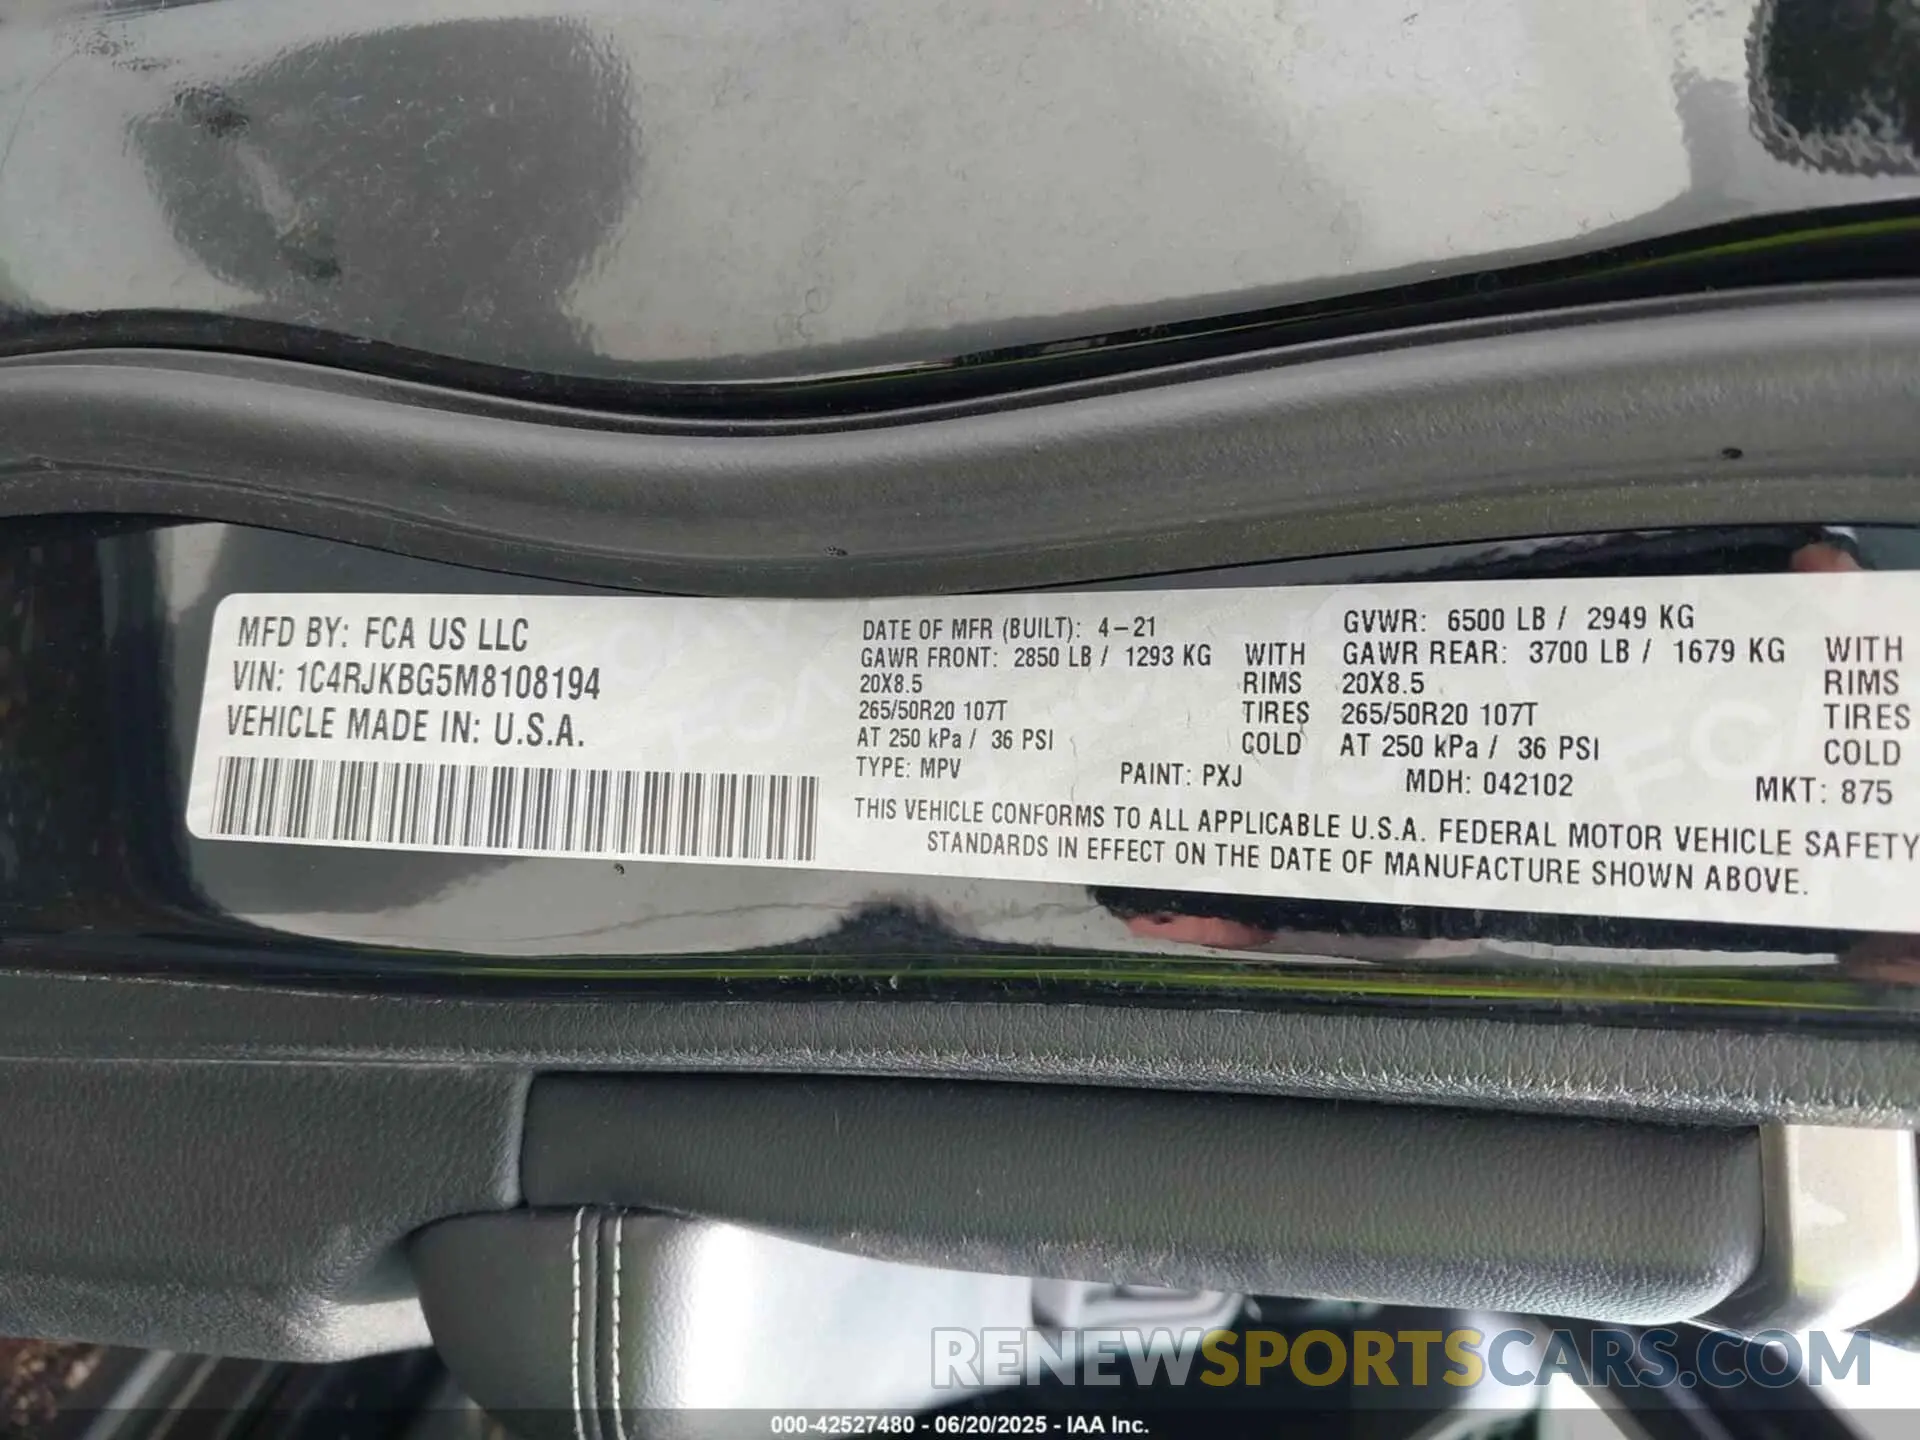 MFD BY: FCA US LLC
VIN: 1C4RJKBG5M8108194
VEHICLE MADE IN: U.S.A.
DATE OF MFR (BUILT): 4-21 GVWR: 6500 LB / 2949 KG
GAWR FRONT: 2850 LB / 1293 KG WITH GAWR REAR: 3700 LB / 1679 KG WITH
20X8.5 RIMS 20X8.5 RIMS
265/50R20 107T TIRES 265/50R20 107T TIRES
AT 250 kPa / 36 PSI COLD AT 250 kPa / 36 PSI COLD
TYPE: MPV PAINT: PXJ MDH: 042102 MKT: 875
THIS VEHICLE CONFORMS TO ALL APPLICABLE U.S.A. FEDERAL MOTOR VEHICLE SAFETY
STANDARDS IN EFFECT ON THE DATE OF MANUFACTURE SHOWN ABOVE.
RENEWSPORTSCARS.COM
000-42527480 - 06/20/2025 - IAA Inc.